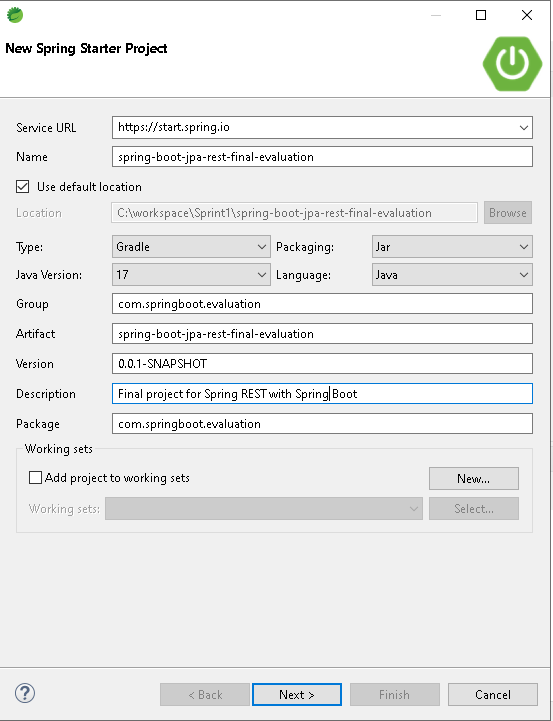 New Spring Starter Project
Service URL https://start.spring.io
Name spring-boot-jpa-rest-final-evaluation
Use default location
Location C:\workspace\Sprint1\spring-boot-jpa-rest-final-evaluation Browse
Type: Gradle Packaging: Jar
Java Version: 17 Language: Java
Group com.springboot.evaluation
Artifact spring-boot-jpa-rest-final-evaluation
Version 0.0.1-SNAPSHOT
Description Final project for Spring REST with Spring Boot
Package com.springboot.evaluation
Working sets
Add project to working sets New...
Working sets: Select...
? < Back Next > Finish Cancel